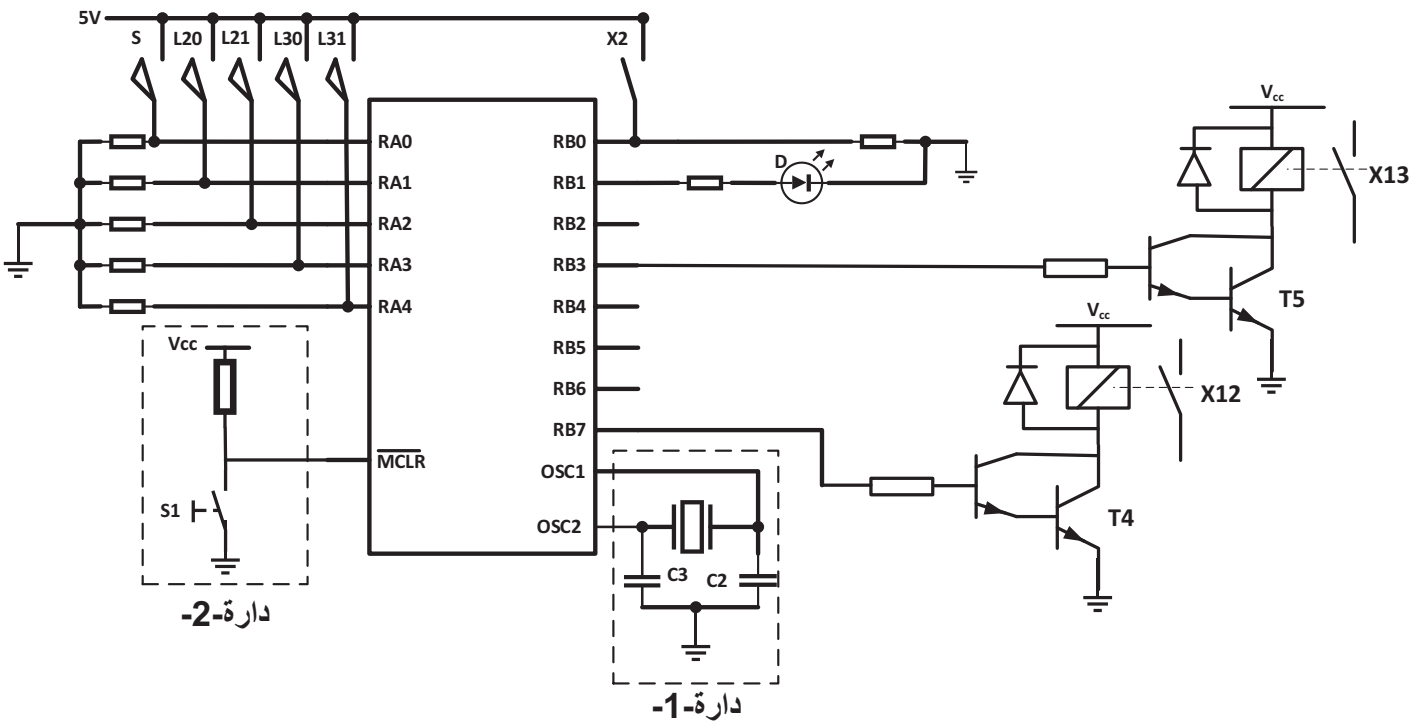 5V
S L20 L21 L30 L31 X2
Vcc
RA0 RB0
D
RA1 RB1
X13
RA2 RB2
RA3 RB3
T5
RA4 RB4
Vcc
Vcc
RB5
RB6
X12
RB7
MCLR OSC1
S1
OSC2
T4
C3 C2
دارة-2-
دارة-1-